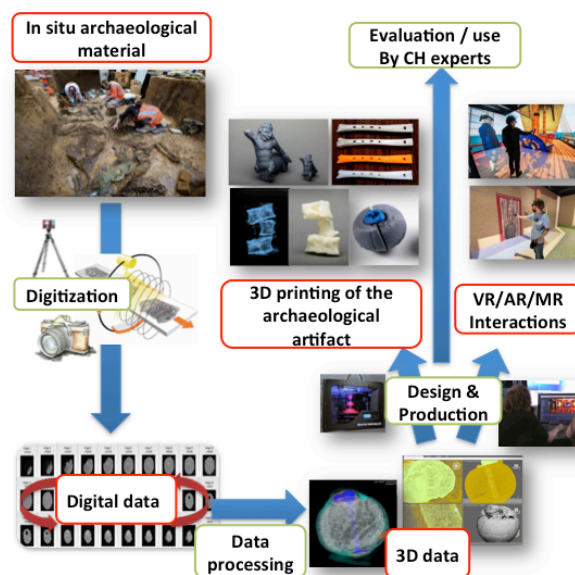 In situ archaeological
material
Evaluation / use
By CH experts
Digitization
3D printing of the
archaeological
artifact
VR/AR/MR
Interactions
Design &
Production
Digital data
Data
processing
3D data